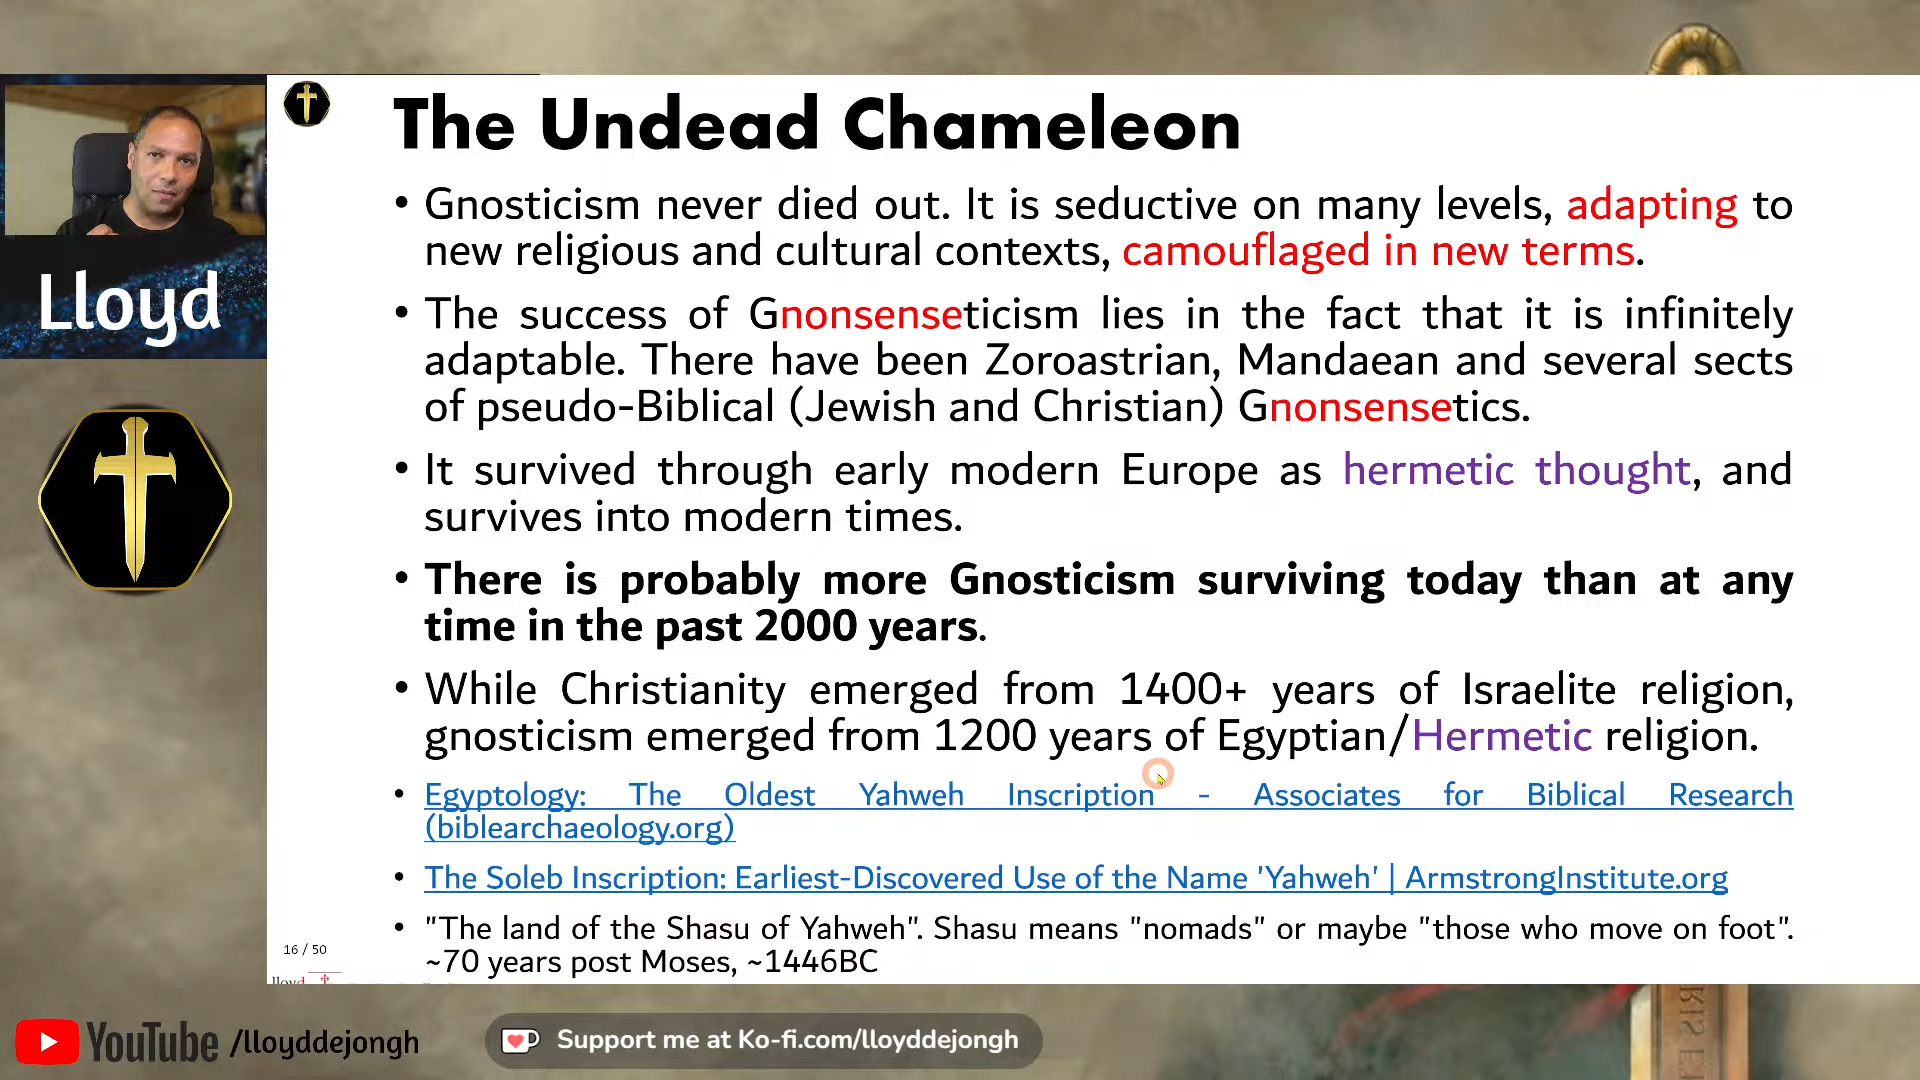 The Undead Chameleon
• Gnosticism never died out. It is seductive on many levels, adapting to
new religious and cultural contexts, camouflaged in new terms.
• The success of Gnonsenseticism lies in the fact that it is infinitely
adaptable. There have been Zoroastrian, Mandaean and several sects
of pseudo-Biblical (Jewish and Christian) Gnonsensetics.
• It survived through early modern Europe as hermetic thought, and
survives into modern times.
• There is probably more Gnosticism surviving today than at any
time in the past 2000 years.
• While Christianity emerged from 1400+ years of Israelite religion,
gnosticism emerged from 1200 years of Egyptian/Hermetic religion.
• Egyptology: The Oldest Yahweh Inscription - Associates for Biblical Research
(biblearchaeology.org)
• The Soleb Inscription: Earliest-Discovered Use of the Name 'Yahweh' | ArmstrongInstitute.org
• "The land of the Shasu of Yahweh". Shasu means "nomads" or maybe "those who move on foot".
~70 years post Moses, ~1446BC
Lloyd
16 / 50
YouTube /lloyddejongh
Support me at Ko-fi.com/lloyddejongh